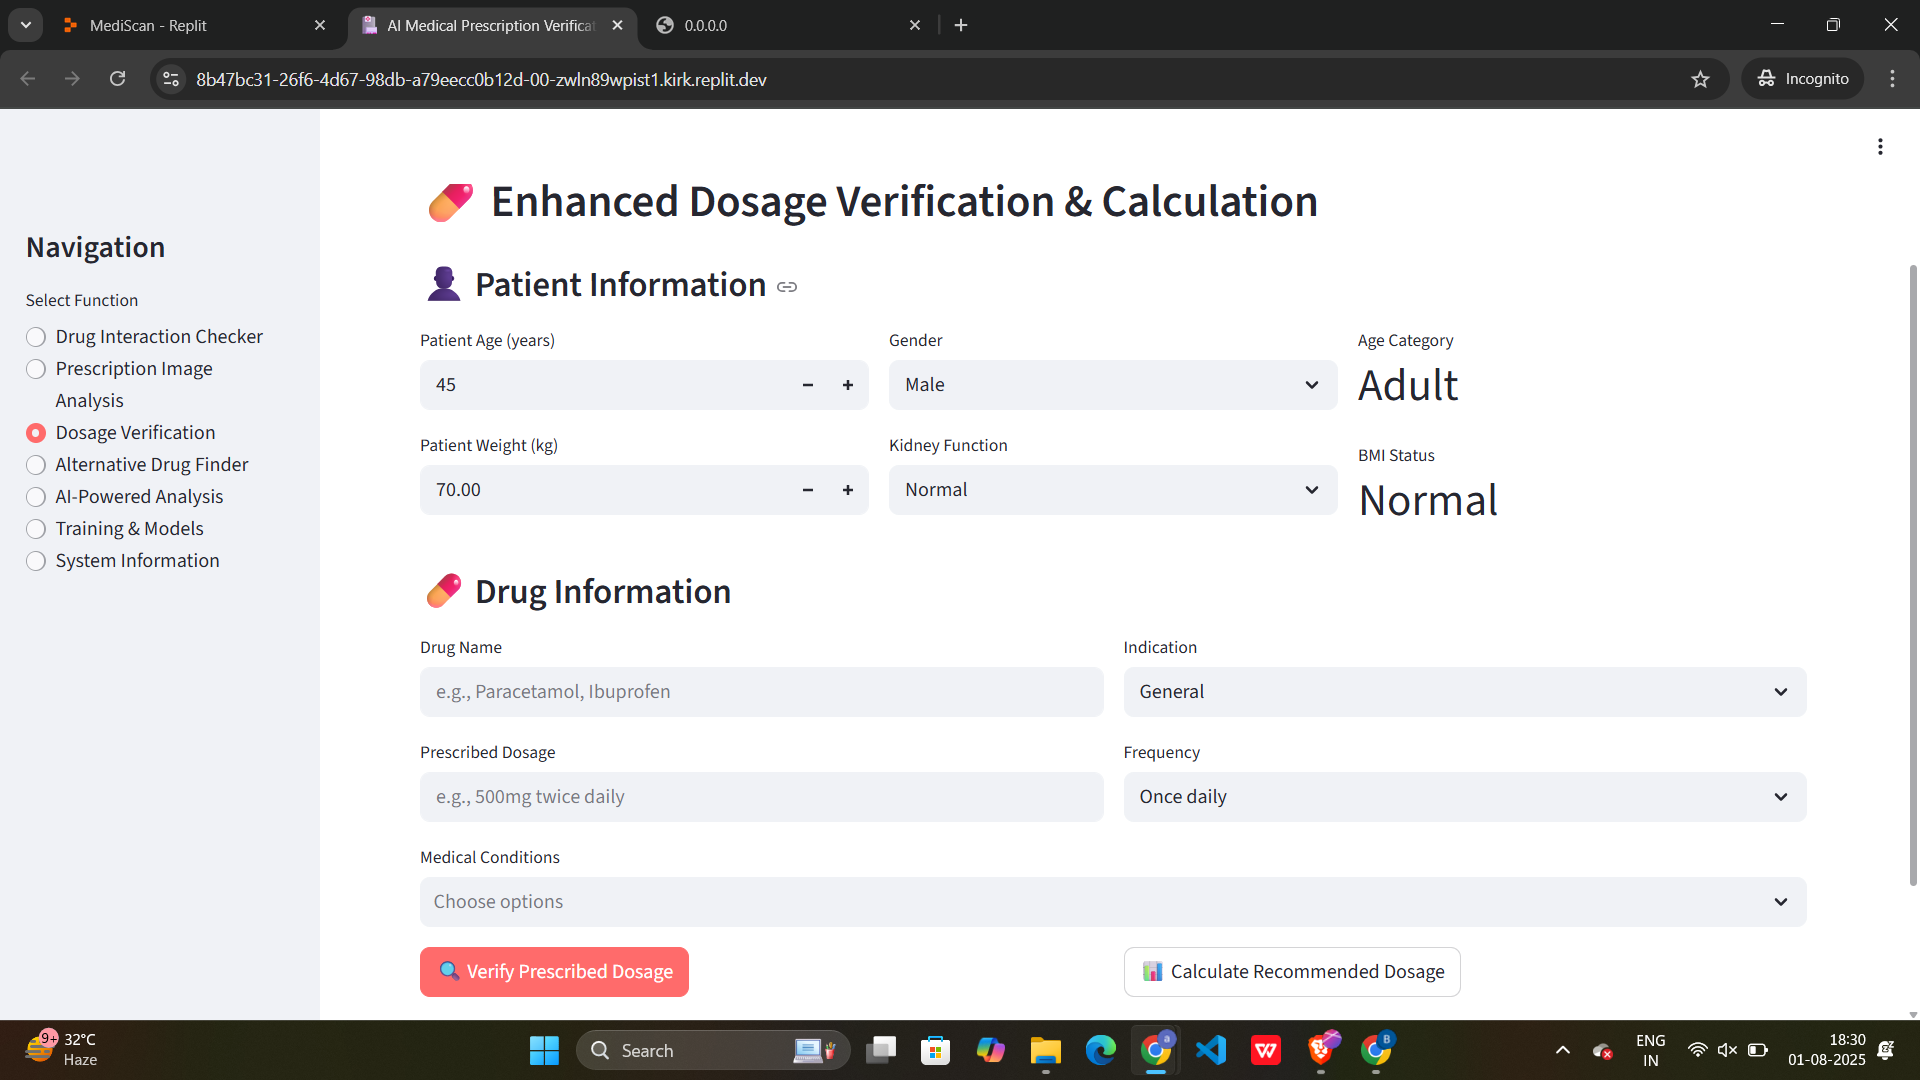 MediScan - Replit
AI Medical Prescription Verificat
0.0.0.0
8b47bc31-26f6-4d67-98db-a79eecc0b12d-00-zwln89wpist1.kirk.replit.dev
Incognito
Navigation
Select Function
Drug Interaction Checker
Prescription Image
Analysis
Dosage Verification
Alternative Drug Finder
AI-Powered Analysis
Training & Models
System Information
Enhanced Dosage Verification & Calculation
Patient Information
Patient Age (years)
45
Gender
Male
Age Category
Adult
Patient Weight (kg)
70.00
Kidney Function
Normal
BMI Status
Normal
Drug Information
Drug Name
e.g., Paracetamol, Ibuprofen
Indication
General
Prescribed Dosage
e.g., 500mg twice daily
Frequency
Once daily
Medical Conditions
Choose options
Verify Prescribed Dosage
Calculate Recommended Dosage
9+
32°C
Haze
Search
a
W
B
ENG
IN
18:30
01-08-2025